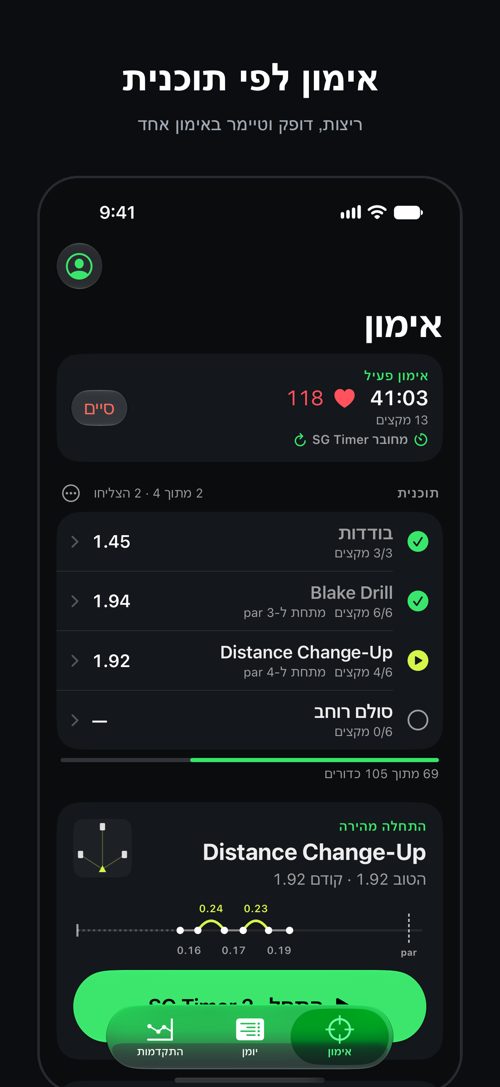 אימון לפי תוכנית
ריצות, דופק וטיימר באימון אחד
9:41
אימון
אימון פעיל
41:03 118
13 מקצים
מחובר SG Timer
סיים
תוכנית
2 מתוך 4 · 2 הצליחו
בודדות
3/3 מקצים
1.45
Blake Drill
6/6 מקצים מתחת ל-par 3
1.94
Distance Change-Up
4/6 מקצים מתחת ל-par 4
1.92
סולם רוחב
0/6 מקצים
—
69 מתוך 105 כדורים
התחלה מהירה
Distance Change-Up
הטוב 1.92 · קודם 1.92
0.24 0.23
0.16 0.17 0.19
par
אימון
יומן
התקדמות